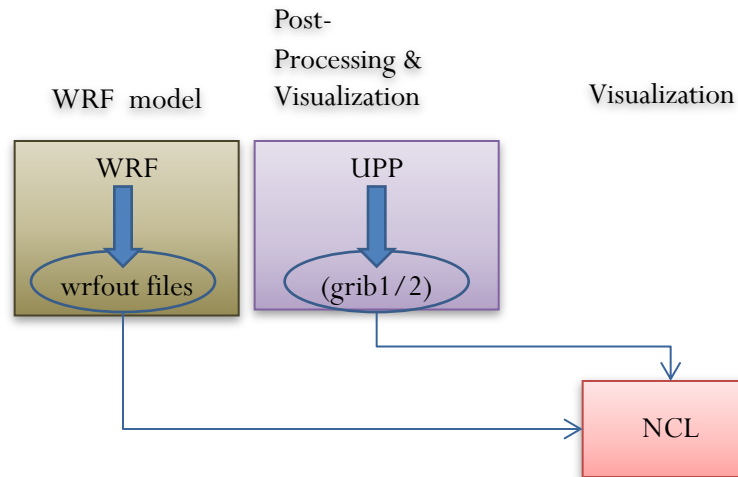 Post-
Processing &
Visualization
WRF model
Visualization
WRF
UPP
wrfout files
(grib1/2)
NCL